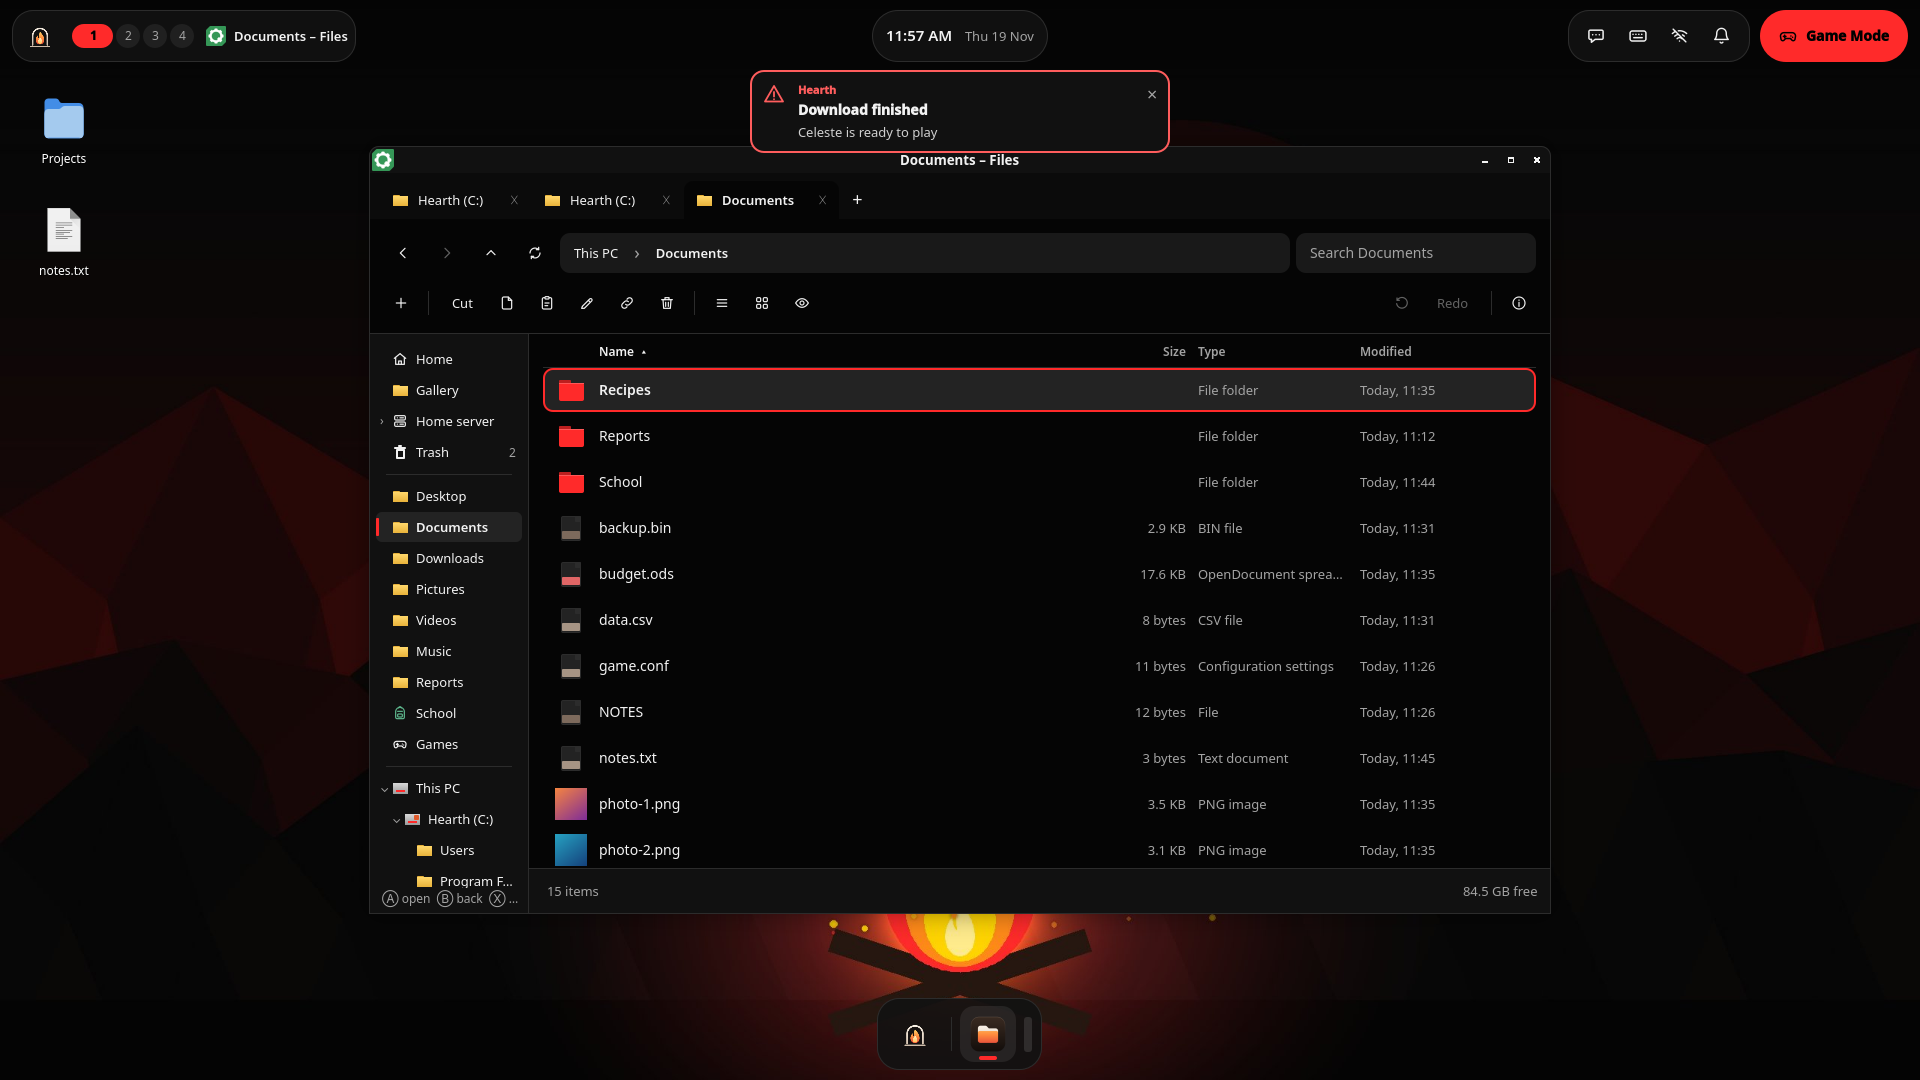 1 2 3 4 Documents – Files
11:57 AM Thu 19 Nov
Game Mode
Hearth
Download finished
Celeste is ready to play
Projects
notes.txt
Documents – Files
Hearth (C:) X Hearth (C:) X Documents X +
This PC › Documents
Search Documents
Cut
Redo
Home
Gallery
Home server
Trash 2
Desktop
Documents
Downloads
Pictures
Videos
Music
Reports
School
Games
This PC
Hearth (C:)
Users
Program F...
A open B back X ...
Name Size Type Modified
Recipes File folder Today, 11:35
Reports File folder Today, 11:12
School File folder Today, 11:44
backup.bin 2.9 KB BIN file Today, 11:31
budget.ods 17.6 KB OpenDocument sprea... Today, 11:35
data.csv 8 bytes CSV file Today, 11:31
game.conf 11 bytes Configuration settings Today, 11:26
NOTES 12 bytes File Today, 11:26
notes.txt 3 bytes Text document Today, 11:45
photo-1.png 3.5 KB PNG image Today, 11:35
photo-2.png 3.1 KB PNG image Today, 11:35
15 items
84.5 GB free